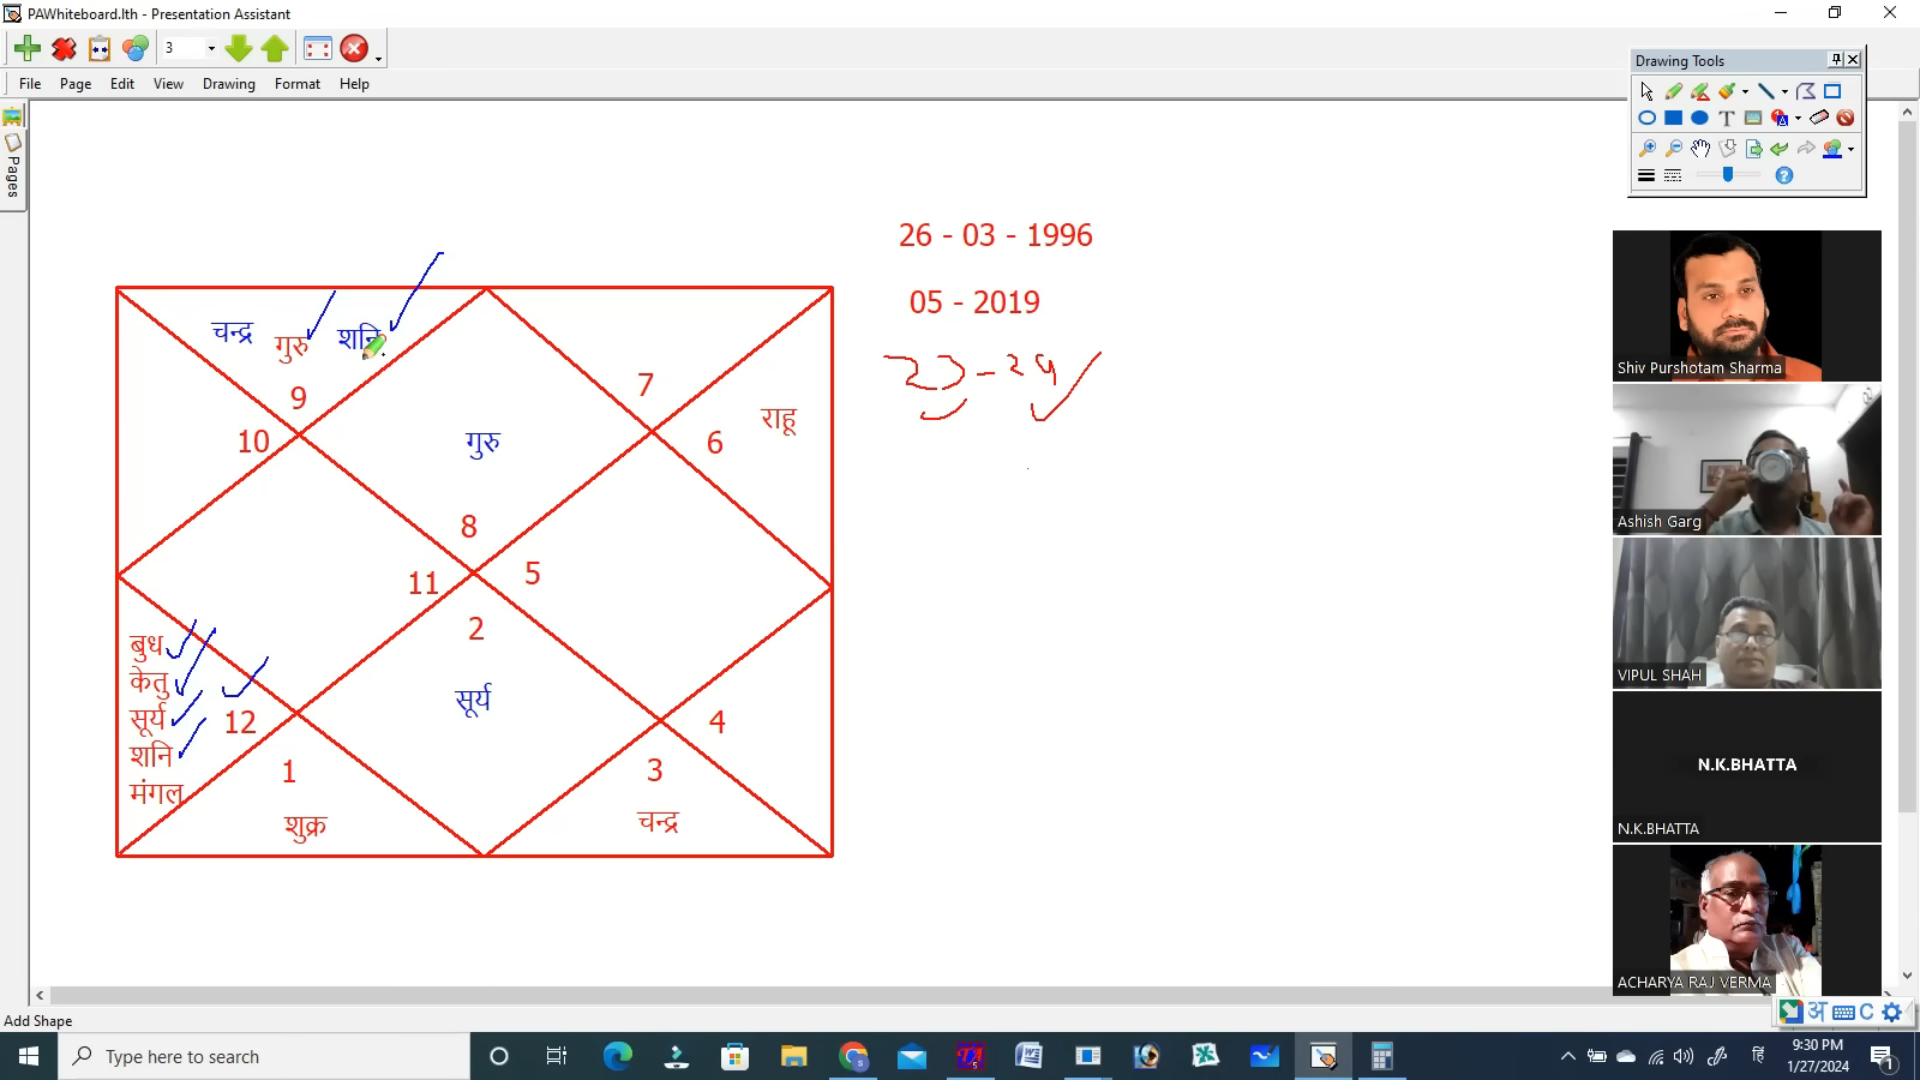 PAWhiteboard.lth - Presentation Assistant
3
File Page Edit View Drawing Format Help
Drawing Tools
Pages
26 - 03 - 1996
05 - 2019
चन्द्र गुरु शनि
9
10
7
6
राहू
गुरु
8
11
5
2
बुध
केतु
सूर्य
शनि
मंगल
12
1
शुक्र
सूर्य
4
3
चन्द्र
Shiv Purshotam Sharma
Ashish Garg
VIPUL SHAH
N.K.BHATTA
N.K.BHATTA
ACHARYA RAJ VERMA
Add Shape
अ C
Type here to search
हिं
9:30 PM
1/27/2024
1